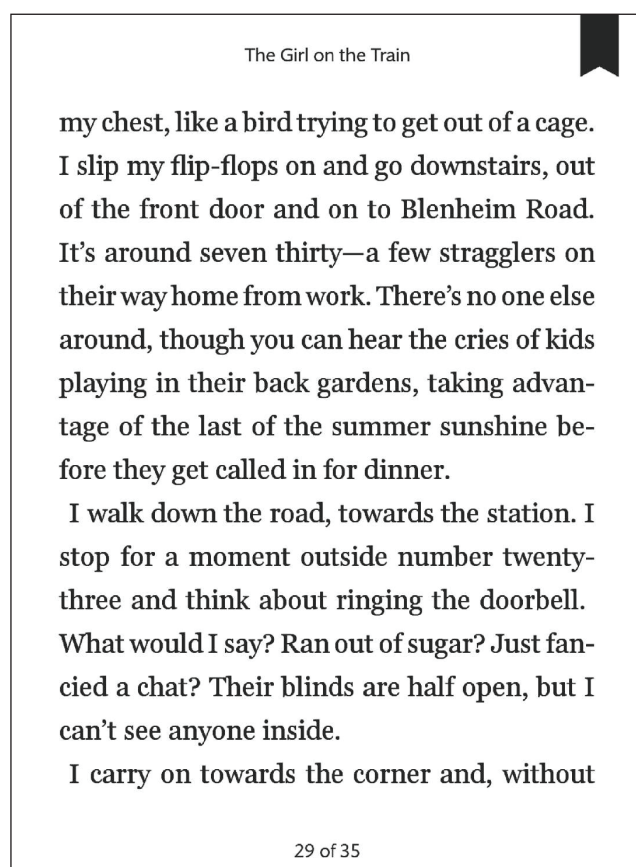 The Girl on the Train
my chest, like a bird trying to get out of a cage.
I slip my flip-flops on and go downstairs, out
of the front door and on to Blenheim Road.
It’s around seven thirty—a few stragglers on
their way home from work. There’s no one else
around, though you can hear the cries of kids
playing in their back gardens, taking advan-
tage of the last of the summer sunshine be-
fore they get called in for dinner.
I walk down the road, towards the station. I
stop for a moment outside number twenty-
three and think about ringing the doorbell.
What would I say? Ran out of sugar? Just fan-
cied a chat? Their blinds are half open, but I
can’t see anyone inside.
I carry on towards the corner and, without
29 of 35